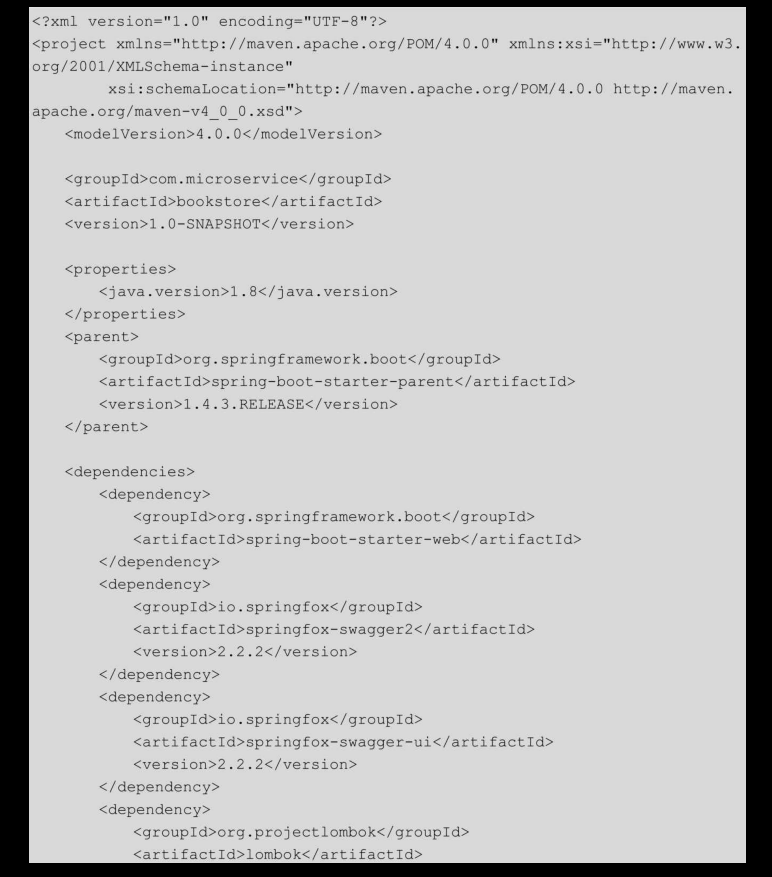 <?xml version="1.0" encoding="UTF-8"?>
<project xmlns="http://maven.apache.org/POM/4.0.0" xmlns:xsi="http://www.w3.
org/2001/XMLSchema-instance"
xsi:schemaLocation="http://maven.apache.org/POM/4.0.0 http://maven.
apache.org/maven-v4_0_0.xsd">
<modelVersion>4.0.0</modelVersion>
<groupId>com.microservice</groupId>
<artifactId>bookstore</artifactId>
<version>1.0-SNAPSHOT</version>
<properties>
<java.version>1.8</java.version>
</properties>
<parent>
<groupId>org.springframework.boot</groupId>
<artifactId>spring-boot-starter-parent</artifactId>
<version>1.4.3.RELEASE</version>
</parent>
<dependencies>
<dependency>
<groupId>org.springframework.boot</groupId>
<artifactId>spring-boot-starter-web</artifactId>
</dependency>
<dependency>
<groupId>io.springfox</groupId>
<artifactId>springfox-swagger2</artifactId>
<version>2.2.2</version>
</dependency>
<dependency>
<groupId>io.springfox</groupId>
<artifactId>springfox-swagger-ui</artifactId>
<version>2.2.2</version>
</dependency>
<dependency>
<groupId>org.projectlombok</groupId>
<artifactId>lombok</artifactId>